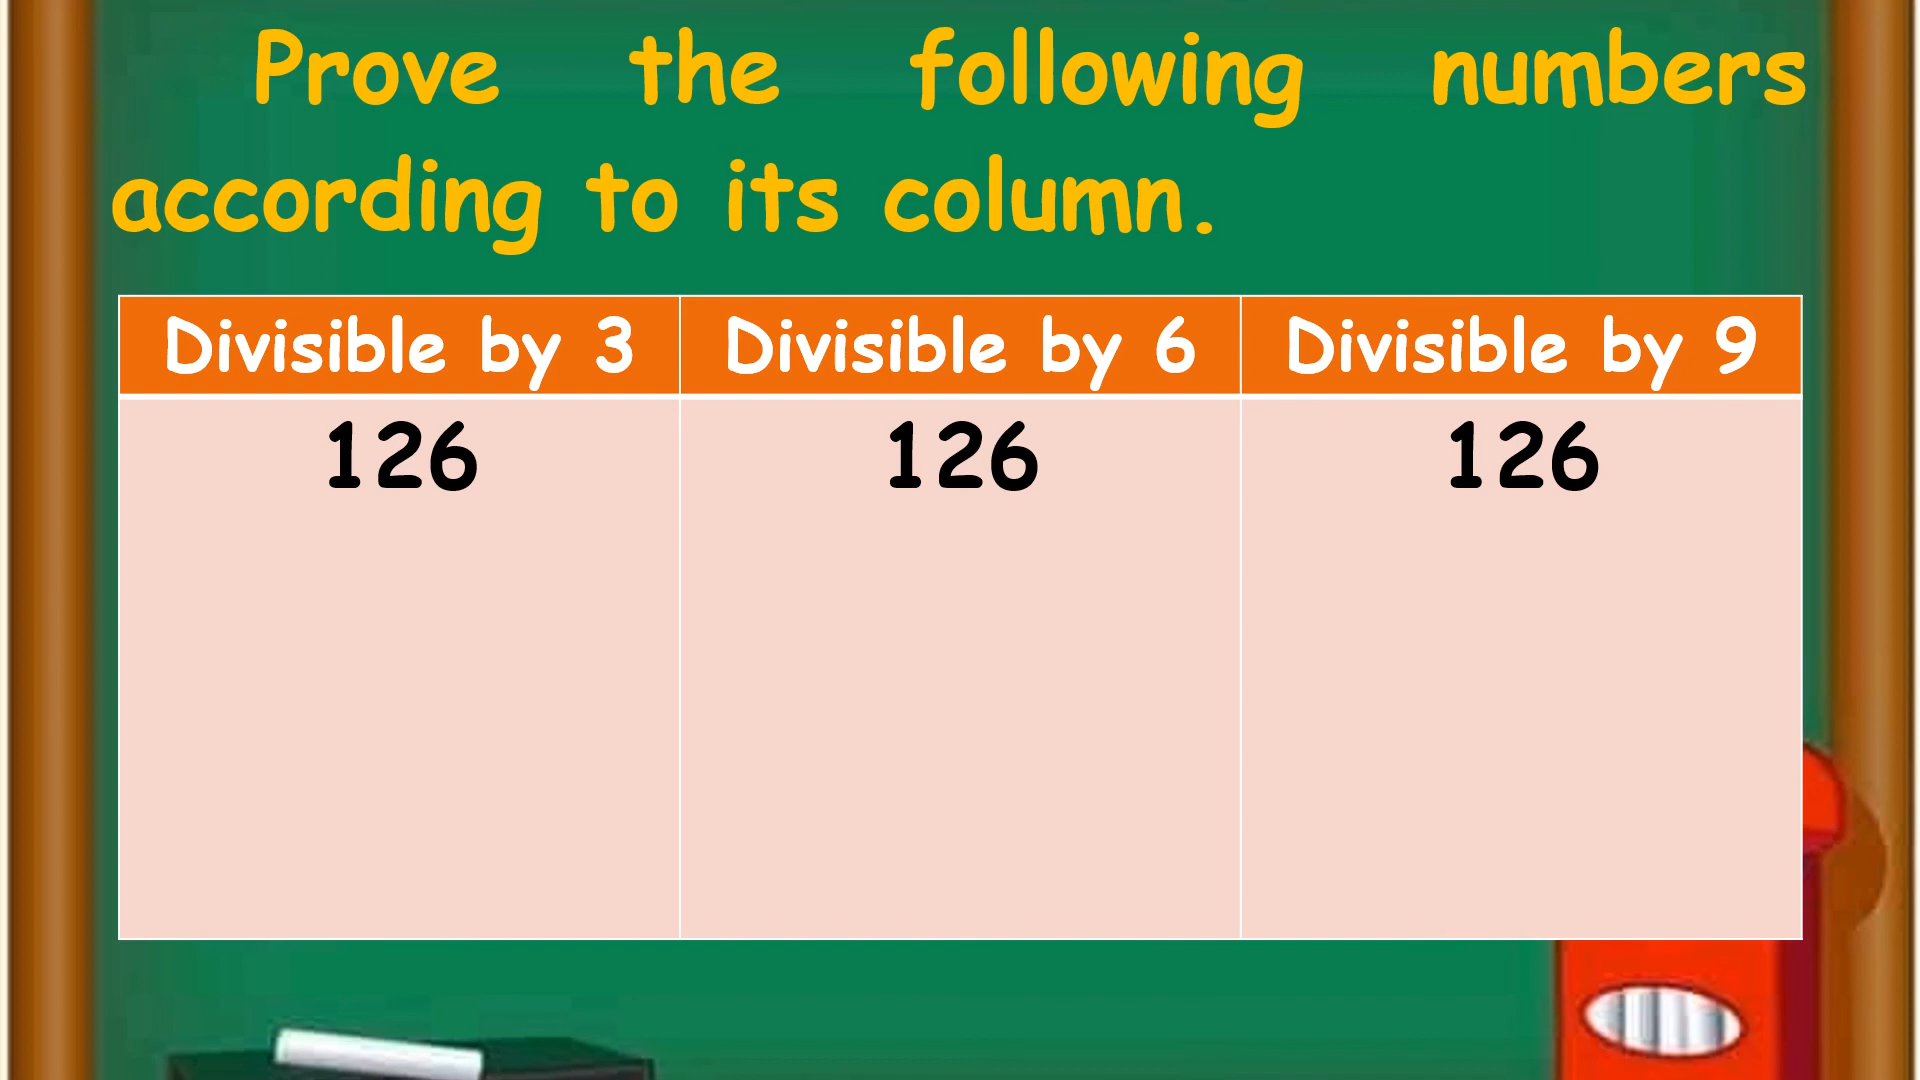 Prove the following numbers
according to its column.
Divisible by 3 Divisible by 6 Divisible by 9
126 126 126